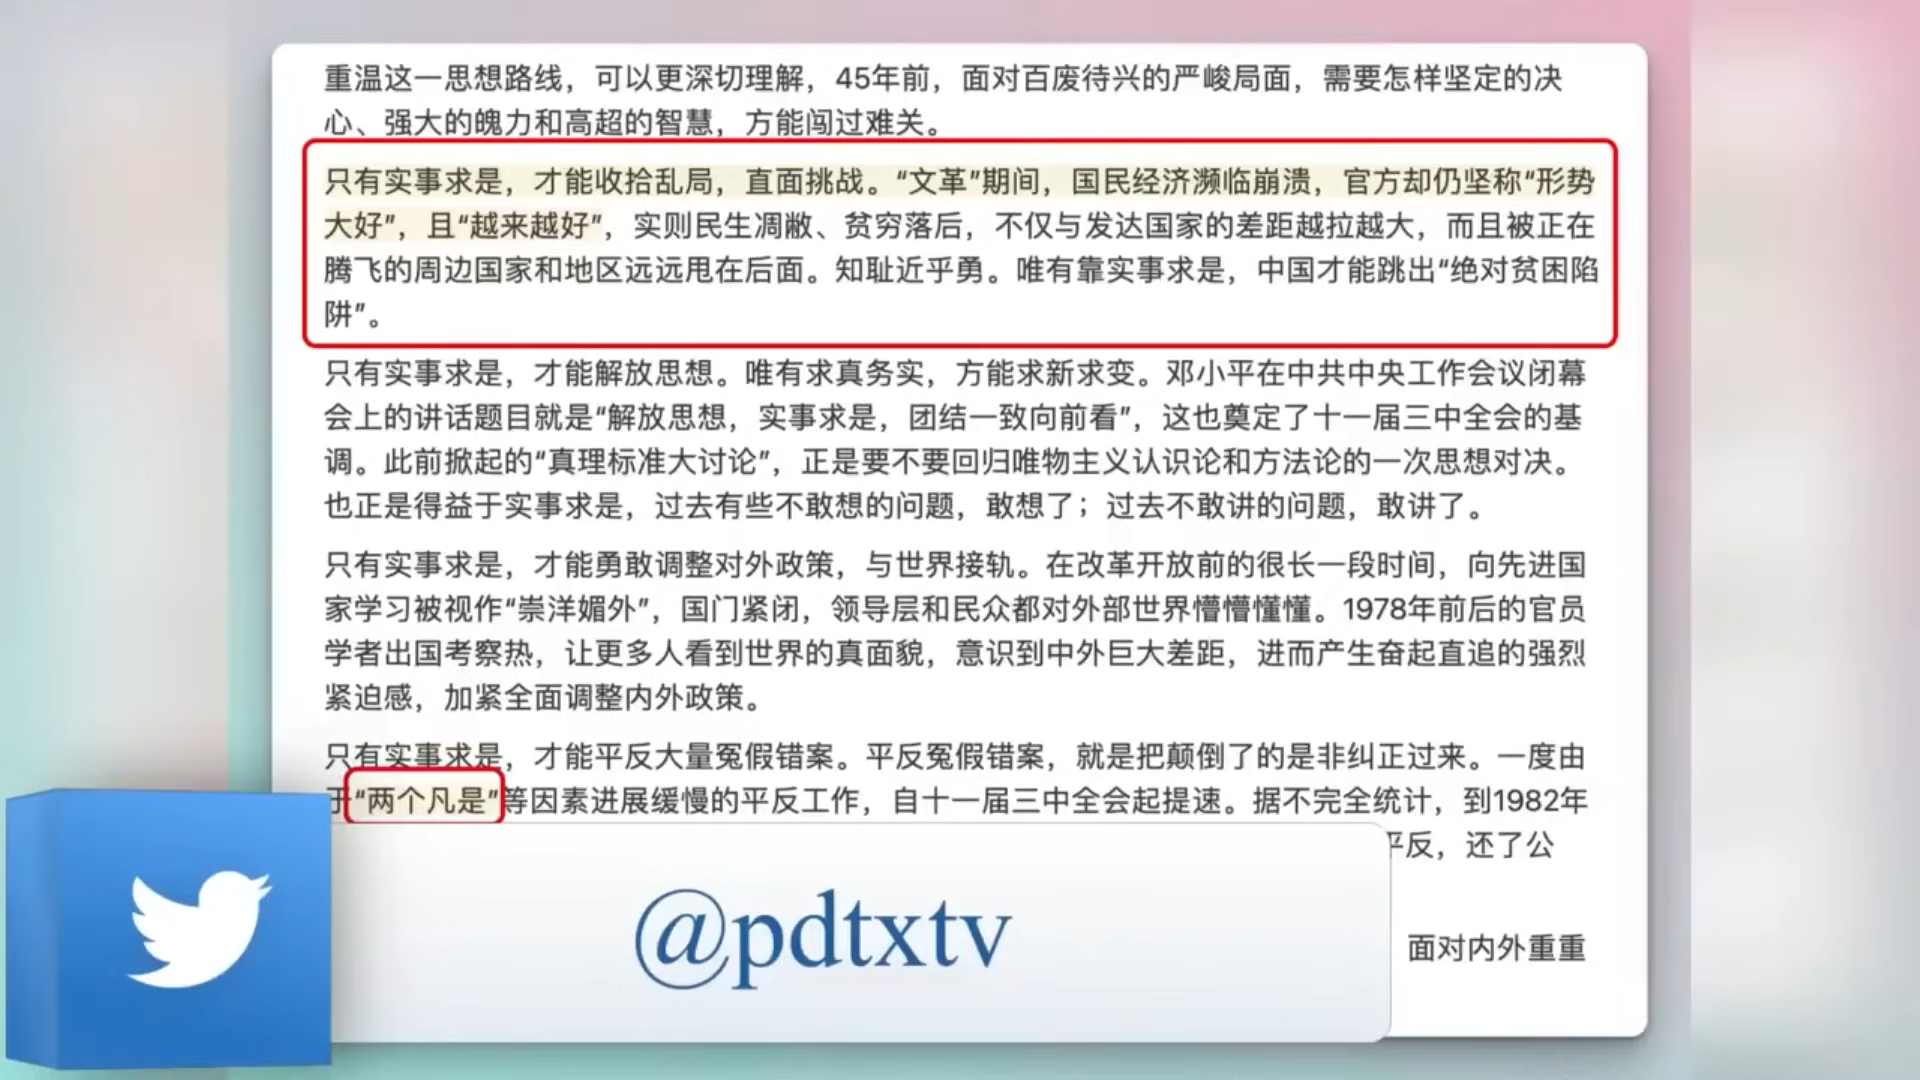 重温这一思想路线，可以更深切理解，45年前，面对百废待兴的严峻局面，需要怎样坚定的决
心、强大的魄力和高超的智慧，方能闯过难关。
只有实事求是，才能收拾乱局，直面挑战。“文革”期间，国民经济濒临崩溃，官方却仍坚称“形势
大好”，且“越来越好”，实则民生凋敝、贫穷落后，不仅与发达国家的差距越拉越大，而且被正在
腾飞的周边国家和地区远远甩在后面。知耻近乎勇。唯有靠实事求是，中国才能跳出“绝对贫困陷
阱”。
只有实事求是，才能解放思想。唯有求真务实，方能求新求变。邓小平在中共中央工作会议闭幕
会上的讲话题目就是“解放思想，实事求是，团结一致向前看”，这也奠定了十一届三中全会的基
调。此前掀起的“真理标准大讨论”，正是要不要回归唯物主义认识论和方法论的一次思想对决。
也正是得益于实事求是，过去有些不敢想的问题，敢想了；过去不敢讲的问题，敢讲了。
只有实事求是，才能勇敢调整对外政策，与世界接轨。在改革开放前的很长一段时间，向先进国
家学习被视作“崇洋媚外”，国门紧闭，领导层和民众都对外部世界懵懵懂懂。1978年前后的官员
学者出国考察热，让更多人看到世界的真面貌，意识到中外巨大差距，进而产生奋起直追的强烈
紧迫感，加紧全面调整内外政策。
只有实事求是，才能平反大量冤假错案。平反冤假错案，就是把颠倒了的是非纠正过来。一度由
于“两个凡是”等因素进展缓慢的平反工作，自十一届三中全会起提速。据不完全统计，到1982年
平反，还了公
@pdtxtv
面对内外重重